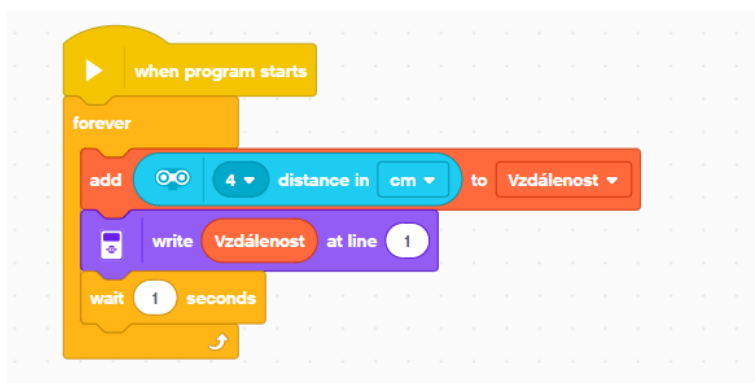 when program starts
forever
add 4 distance in cm to Vzdálenost
write Vzdálenost at line 1
wait 1 seconds